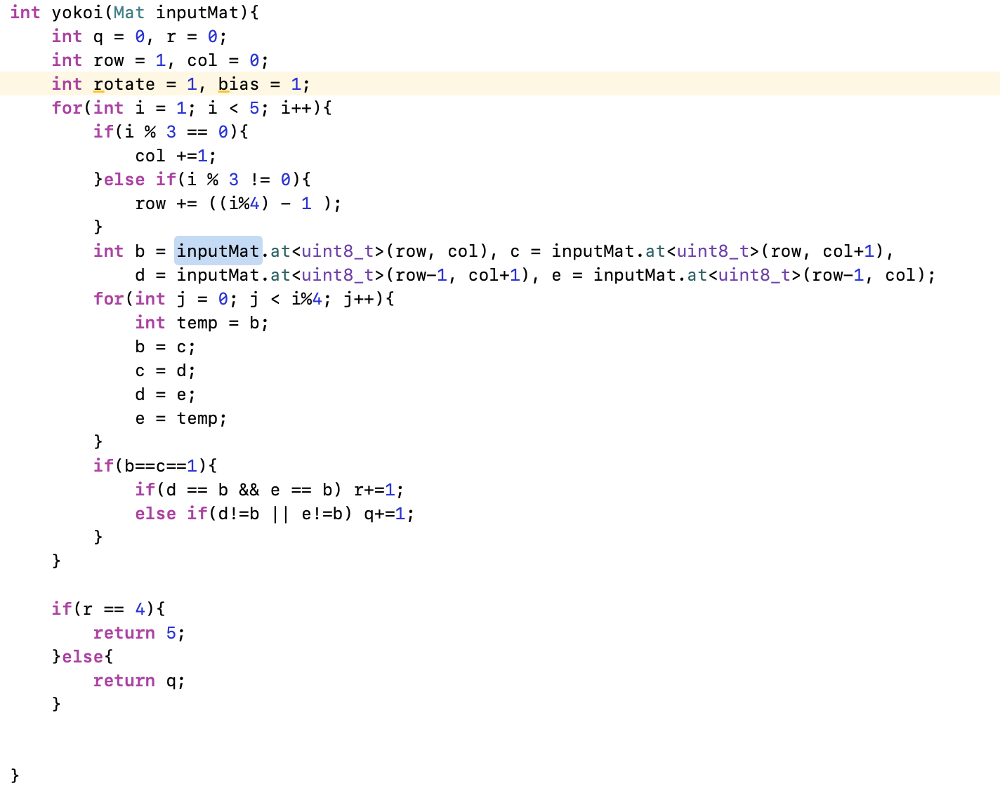 int yokoi(Mat inputMat){
    int q = 0, r = 0;
    int row = 1, col = 0;
    int rotate = 1, bias = 1;
    for(int i = 1; i < 5; i++){
        if(i % 3 == 0){
            col +=1;
        }else if(i % 3 != 0){
            row += ((i%4) - 1 );
        }
        int b = inputMat.at<uint8_t>(row, col), c = inputMat.at<uint8_t>(row, col+1),
            d = inputMat.at<uint8_t>(row-1, col+1), e = inputMat.at<uint8_t>(row-1, col);
        for(int j = 0; j < i%4; j++){
            int temp = b;
            b = c;
            c = d;
            d = e;
            e = temp;
        }
        if(b==c==1){
            if(d == b && e == b) r+=1;
            else if(d!=b || e!=b) q+=1;
        }
    }
    if(r == 4){
        return 5;
    }else{
        return q;
    }
}